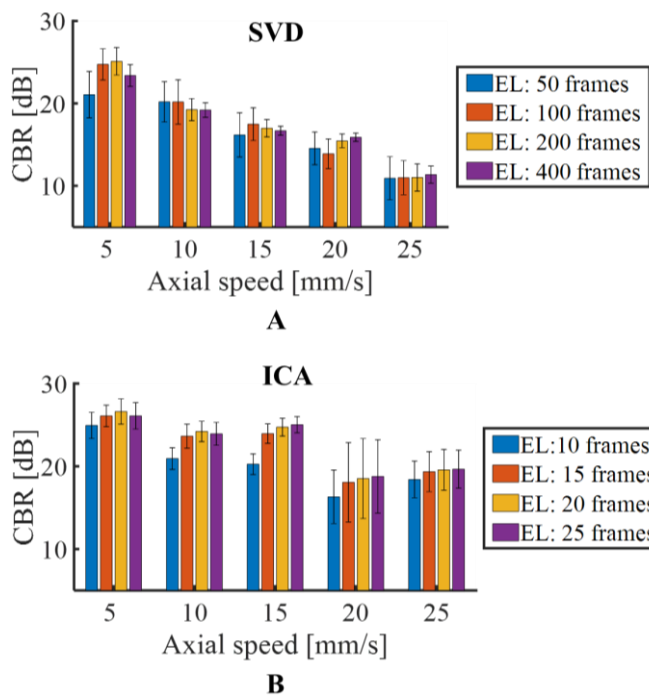 SVD
CBR [dB]
30
20
10
5 10 15 20 25
Axial speed [mm/s]
EL: 50 frames
EL: 100 frames
EL: 200 frames
EL: 400 frames
A
ICA
CBR [dB]
30
20
10
5 10 15 20 25
Axial speed [mm/s]
EL:10 frames
EL: 15 frames
EL: 20 frames
EL: 25 frames
B